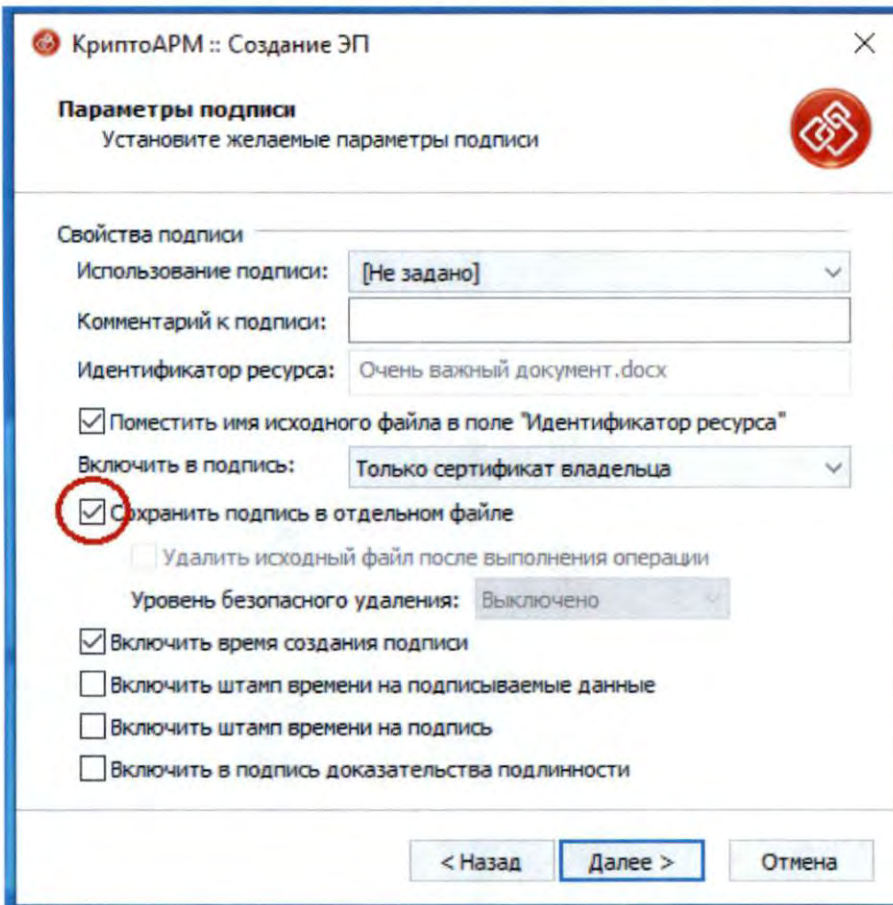 КриптоАРМ :: Создание ЭП
Параметры подписи
Установите желаемые параметры подписи
Свойства подписи
Использование подписи: [Не задано]
Комментарий к подписи:
Идентификатор ресурса: Очень важный документ.docx
Поместить имя исходного файла в поле "Идентификатор ресурса"
Включить в подпись: Только сертификат владельца
Сохранить подпись в отдельном файле
Удалить исходный файл после выполнения операции
Уровень безопасного удаления: Выключено
Включить время создания подписи
Включить штамп времени на подписываемые данные
Включить штамп времени на подпись
Включить в подпись доказательства подлинности
< Назад Далее > Отмена